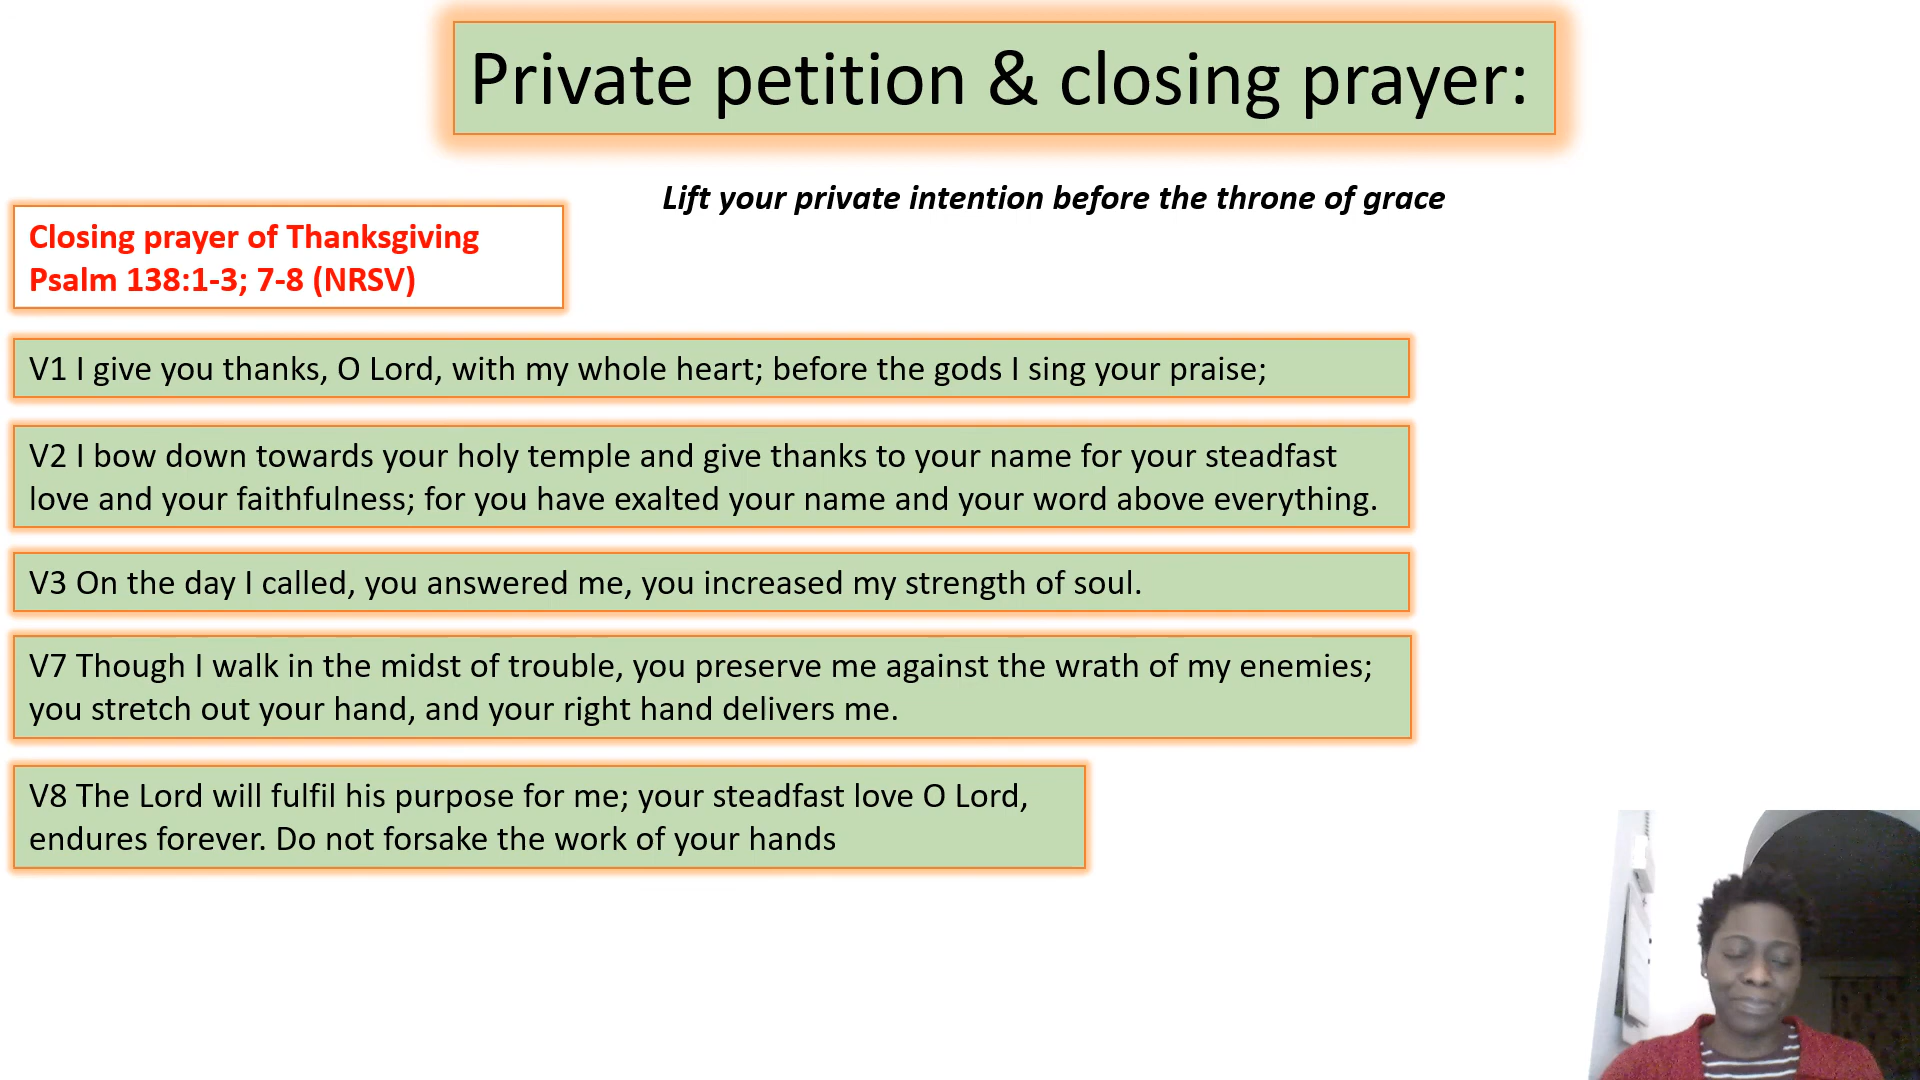 Private petition & closing prayer:
Lift your private intention before the throne of grace
Closing prayer of Thanksgiving
Psalm 138:1-3; 7-8 (NRSV)
V1 I give you thanks, O Lord, with my whole heart; before the gods I sing your praise;
V2 I bow down towards your holy temple and give thanks to your name for your steadfast
love and your faithfulness; for you have exalted your name and your word above everything.
V3 On the day I called, you answered me, you increased my strength of soul.
V7 Though I walk in the midst of trouble, you preserve me against the wrath of my enemies;
you stretch out your hand, and your right hand delivers me.
V8 The Lord will fulfil his purpose for me; your steadfast love O Lord,
endures forever. Do not forsake the work of your hands